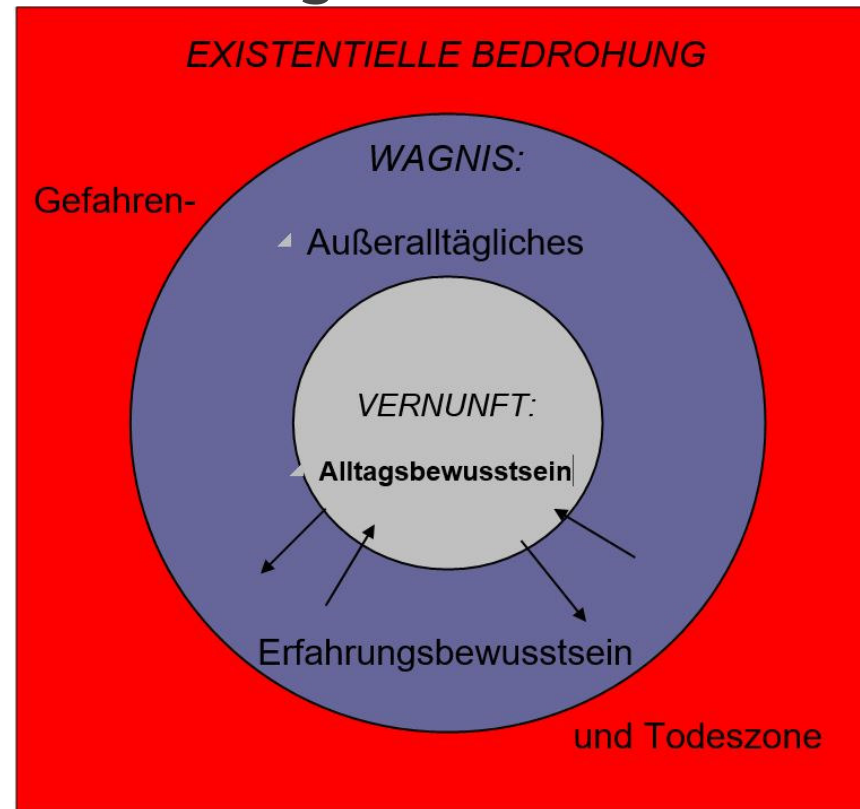 EXISTENTIELLE BEDROHUNG
WAGNIS:
Gefahren-
Außeralltägliches
VERNUNFT:
Alltagsbewusstsein
Erfahrungsbewusstsein
und Todeszone